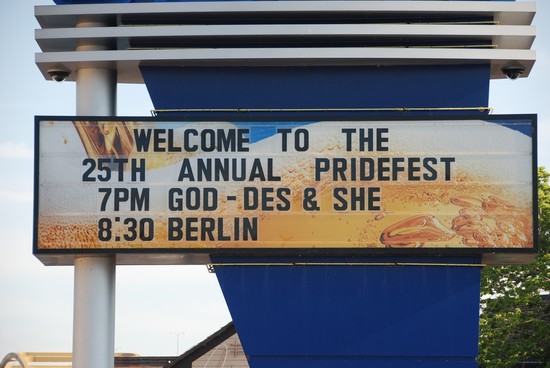 WELCOME TO THE
25TH ANNUAL PRIDEFEST
7PM GOD-DES & SHE
8:30 BERLIN